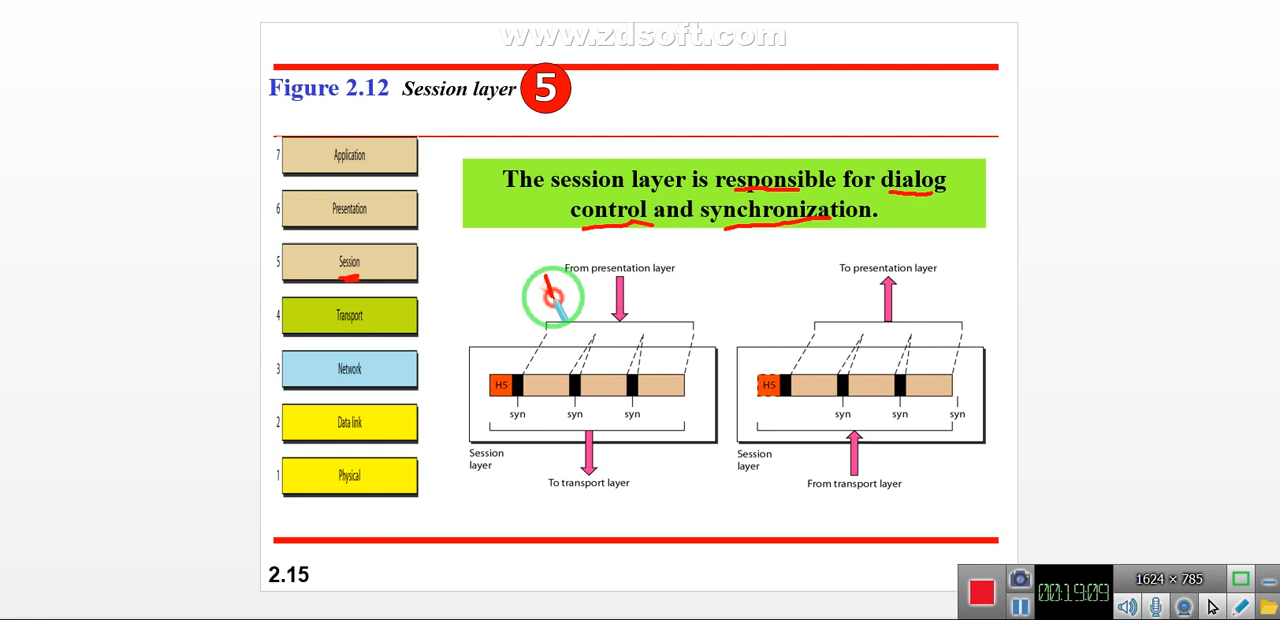 www.zdsoft.com
Figure 2.12 Session layer 5
7 Application
6 Presentation
5 Session
4 Transport
3 Network
2 Data link
1 Physical
The session layer is responsible for dialog
control and synchronization.
From presentation layer
H5
syn syn syn
Session
layer
To transport layer
To presentation layer
H5
syn syn syn
Session
layer
From transport layer
2.15
00:19:09
1624 × 785